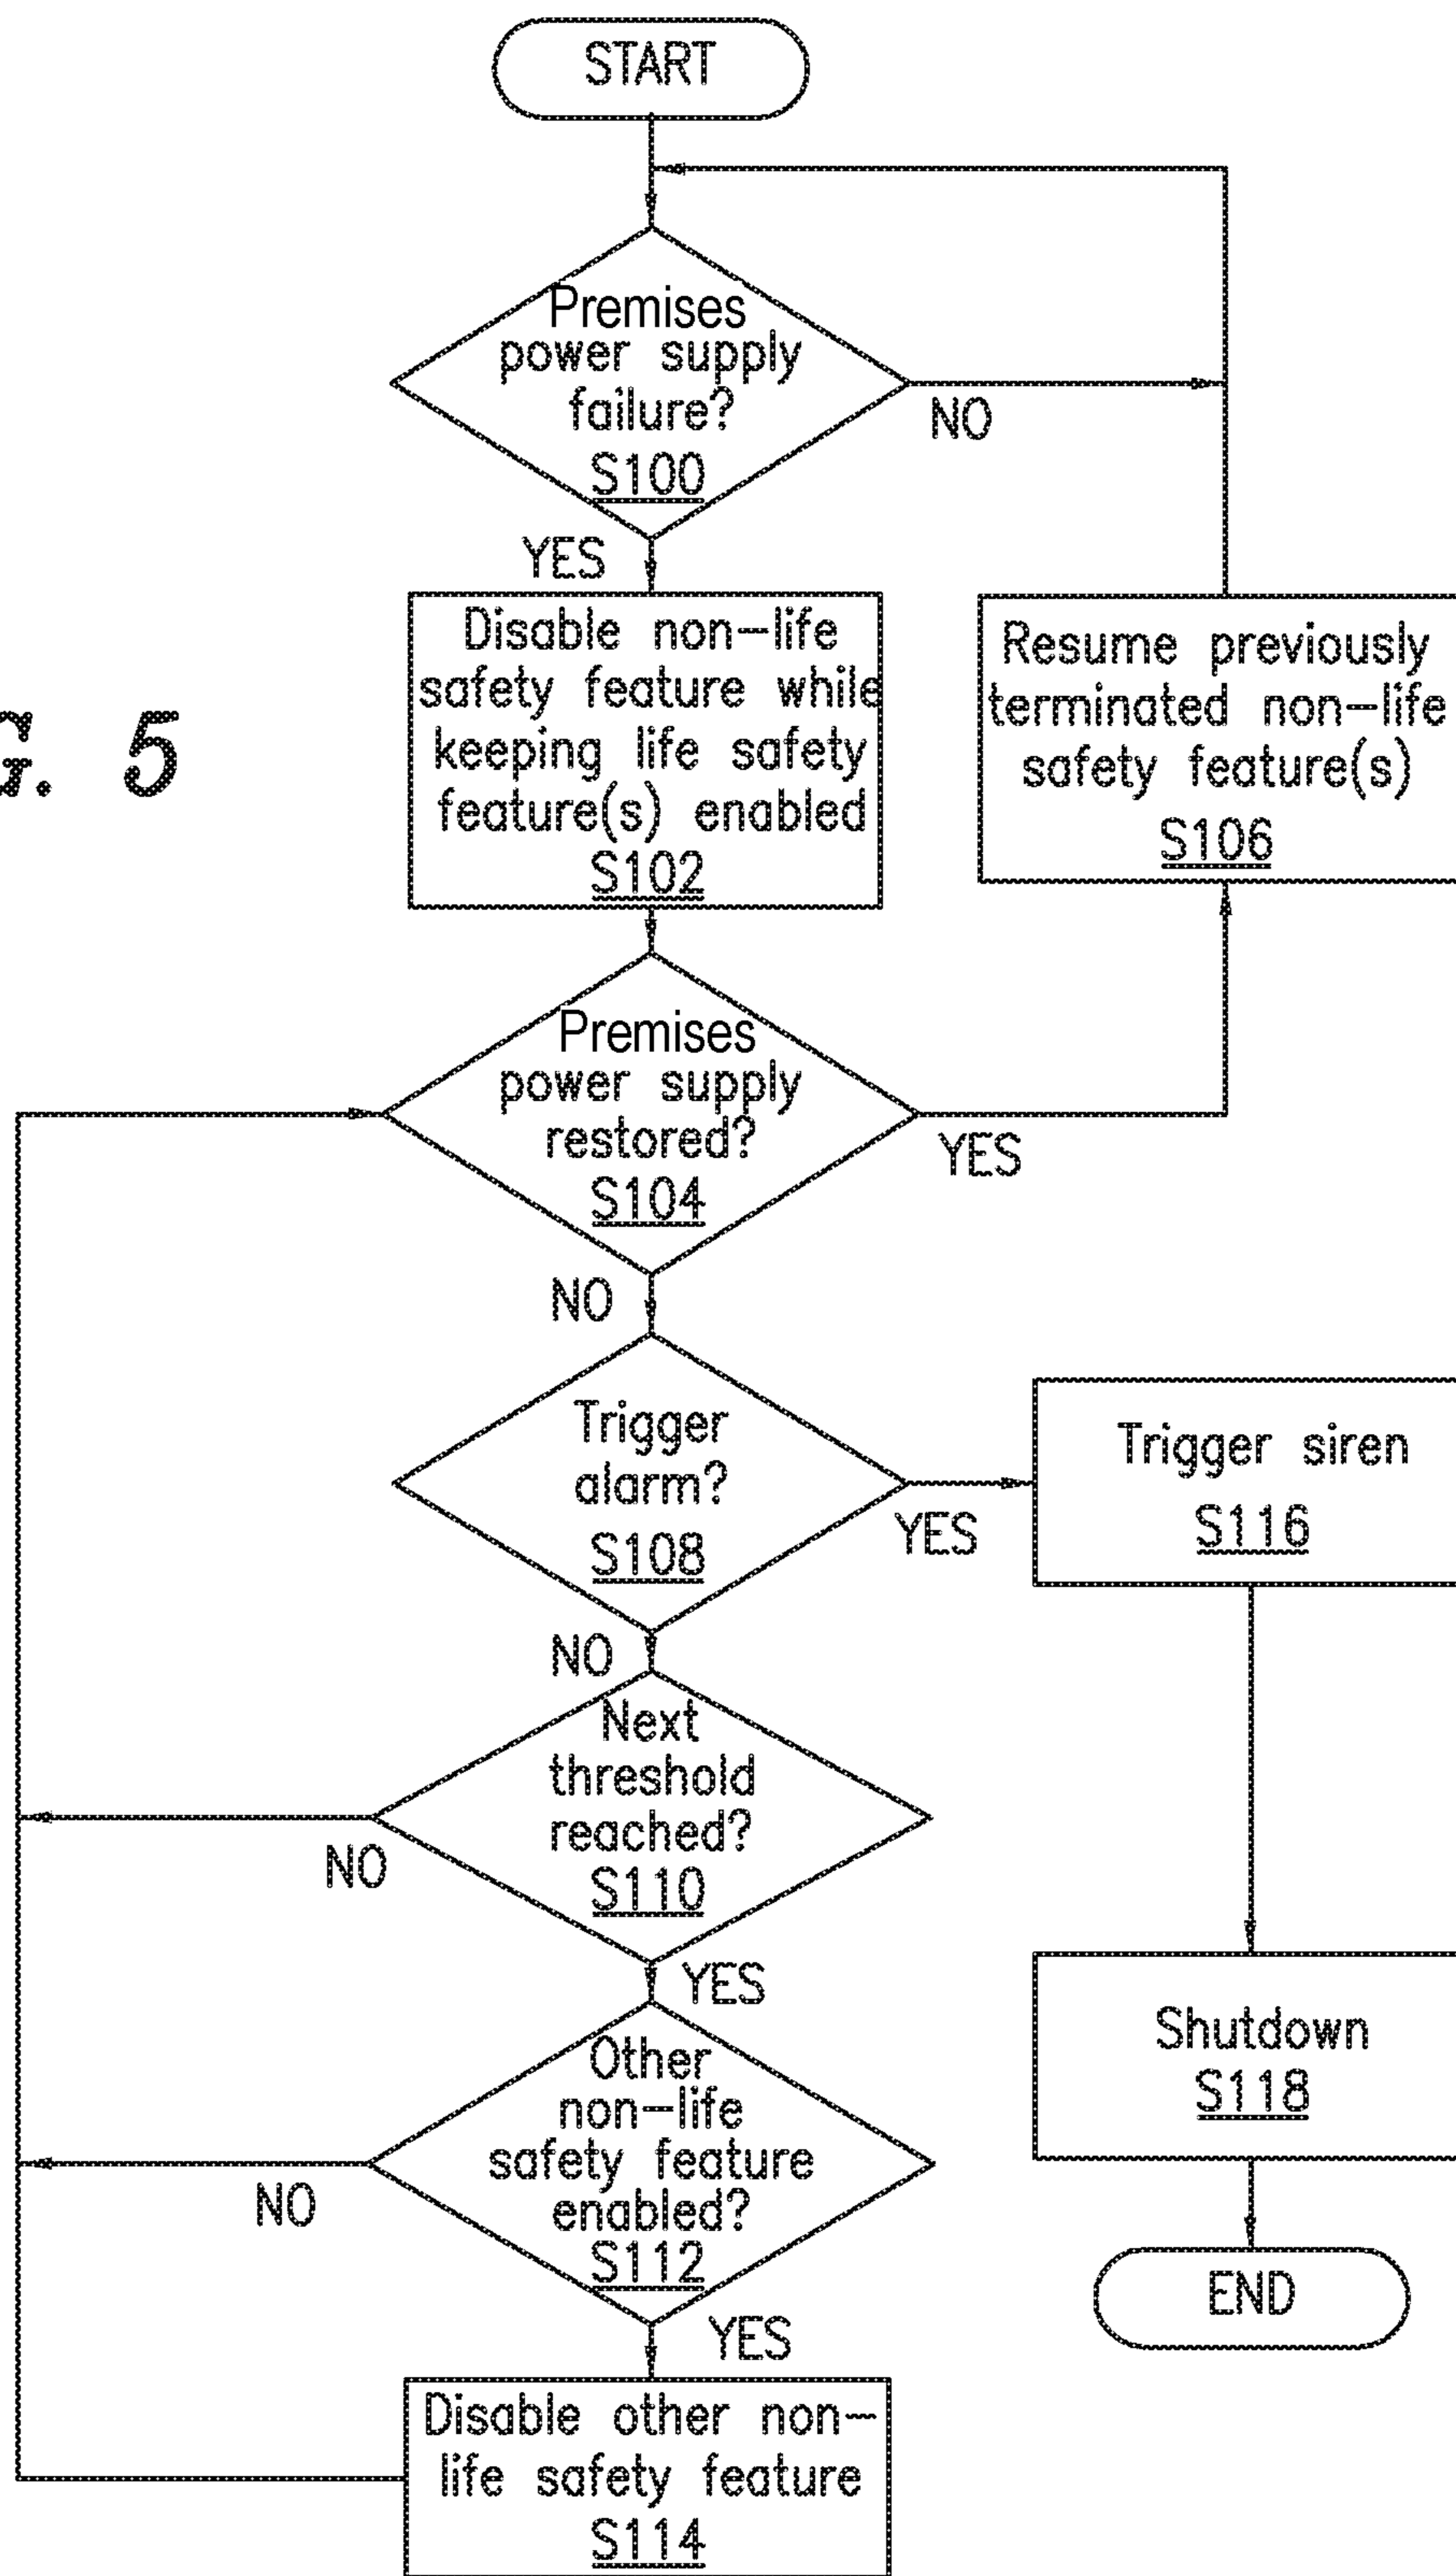 START
Premises
power supply
failure?
S100
NO
YES
Disable non-life
safety feature while
keeping life safety
feature(s) enabled
S102
Resume previously
terminated non-life
safety feature(s)
S106
G. 5
Premises
power supply
restored?
S104
YES
NO
Trigger
alarm?
S108
YES
Trigger siren
S116
NO
Next
threshold
reached?
S110
NO
YES
Shutdown
S118
Other
non-life
safety feature
enabled?
S112
NO
YES
END
Disable other non-
life safety feature
S114